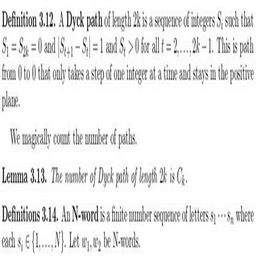 Definition 3.12. A Dyck path of length 2k is a sequence of integers S_t such that
S_1 = S_{2k} = 0 and |S_{t+1} − S_t| = 1 and S_t > 0 for all t = 2, . . . , 2k − 1. This is path
from 0 to 0 that only takes a step of one integer at a time and stays in the positive
plane.
We magically count the number of paths.
Lemma 3.13. The number of Dyck path of length 2k is C_k.
Definitions 3.14. An N-word is a finite number sequence of letters s_1 ··· s_n where
each s_i ∈ {1, . . . , N}. Let w_1, w_2 be N-words.